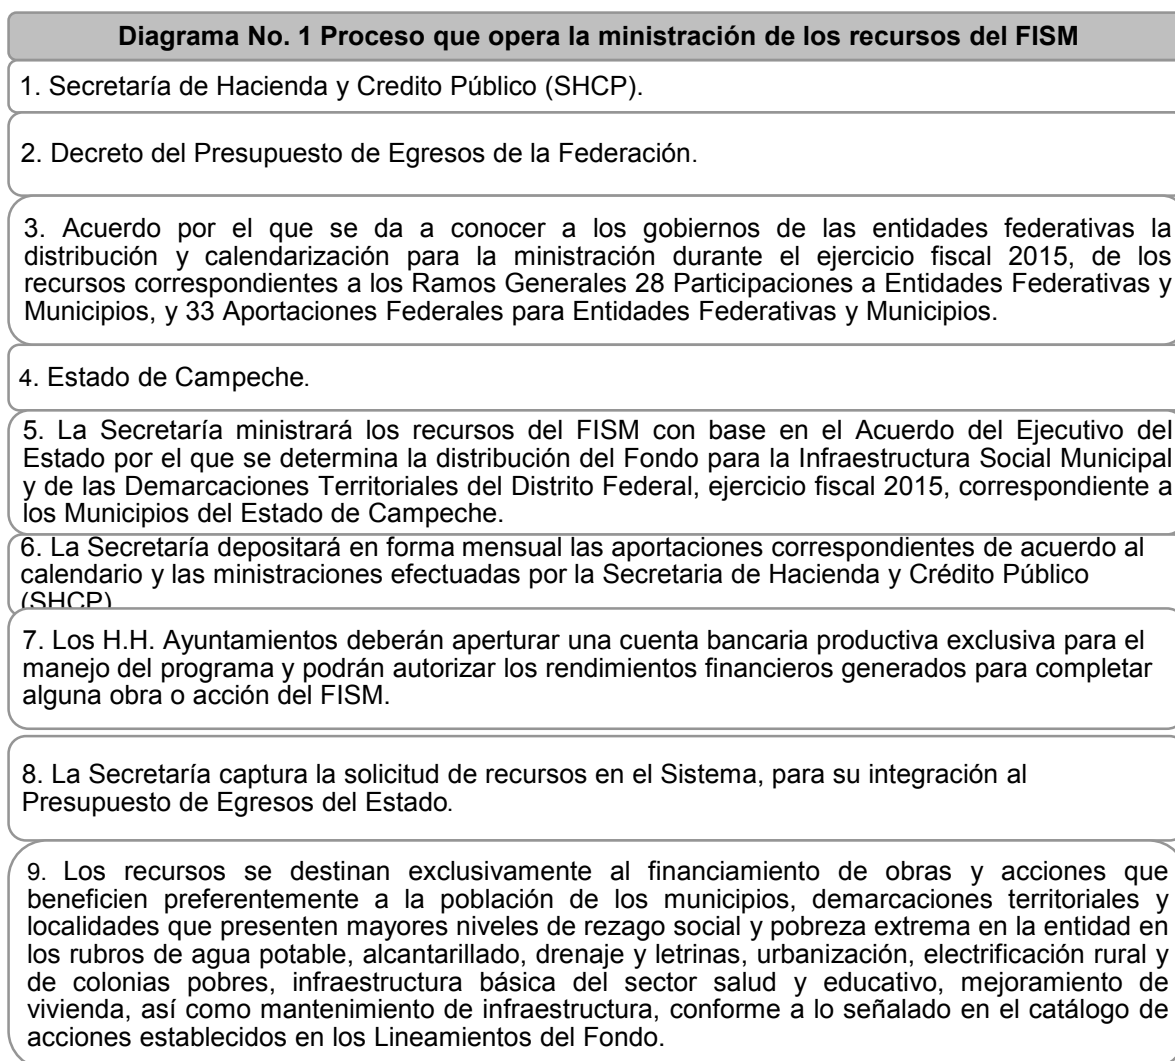 Diagrama No. 1 Proceso que opera la ministración de los recursos del FISM
1. Secretaría de Hacienda y Credito Público (SHCP).
2. Decreto del Presupuesto de Egresos de la Federación.
3. Acuerdo por el que se da a conocer a los gobiernos de las entidades federativas la
distribución y calendarización para la ministración durante el ejercicio fiscal 2015, de los
recursos correspondientes a los Ramos Generales 28 Participaciones a Entidades Federativas y
Municipios, y 33 Aportaciones Federales para Entidades Federativas y Municipios.
4. Estado de Campeche.
5. La Secretaría ministrará los recursos del FISM con base en el Acuerdo del Ejecutivo del
Estado por el que se determina la distribución del Fondo para la Infraestructura Social Municipal
y de las Demarcaciones Territoriales del Distrito Federal, ejercicio fiscal 2015, correspondiente a
los Municipios del Estado de Campeche.
6. La Secretaría depositará en forma mensual las aportaciones correspondientes de acuerdo al
calendario y las ministraciones efectuadas por la Secretaria de Hacienda y Crédito Público
(SHCP)
7. Los H.H. Ayuntamientos deberán aperturar una cuenta bancaria productiva exclusiva para el
manejo del programa y podrán autorizar los rendimientos financieros generados para completar
alguna obra o acción del FISM.
8. La Secretaría captura la solicitud de recursos en el Sistema, para su integración al
Presupuesto de Egresos del Estado.
9. Los recursos se destinan exclusivamente al financiamiento de obras y acciones que
beneficien preferentemente a la población de los municipios, demarcaciones territoriales y
localidades que presenten mayores niveles de rezago social y pobreza extrema en la entidad en
los rubros de agua potable, alcantarillado, drenaje y letrinas, urbanización, electrificación rural y
de colonias pobres, infraestructura básica del sector salud y educativo, mejoramiento de
vivienda, así como mantenimiento de infraestructura, conforme a lo señalado en el catálogo de
acciones establecidos en los Lineamientos del Fondo.